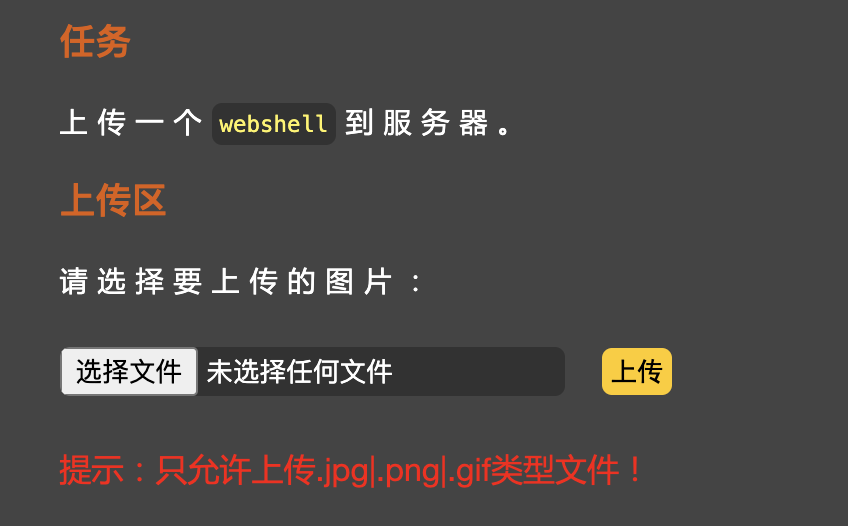 任务
上传一个 webshell 到服务器。
上传区
请选择要上传的图片：
选择文件 未选择任何文件 上传
提示：只允许上传.jpg|.png|.gif类型文件！